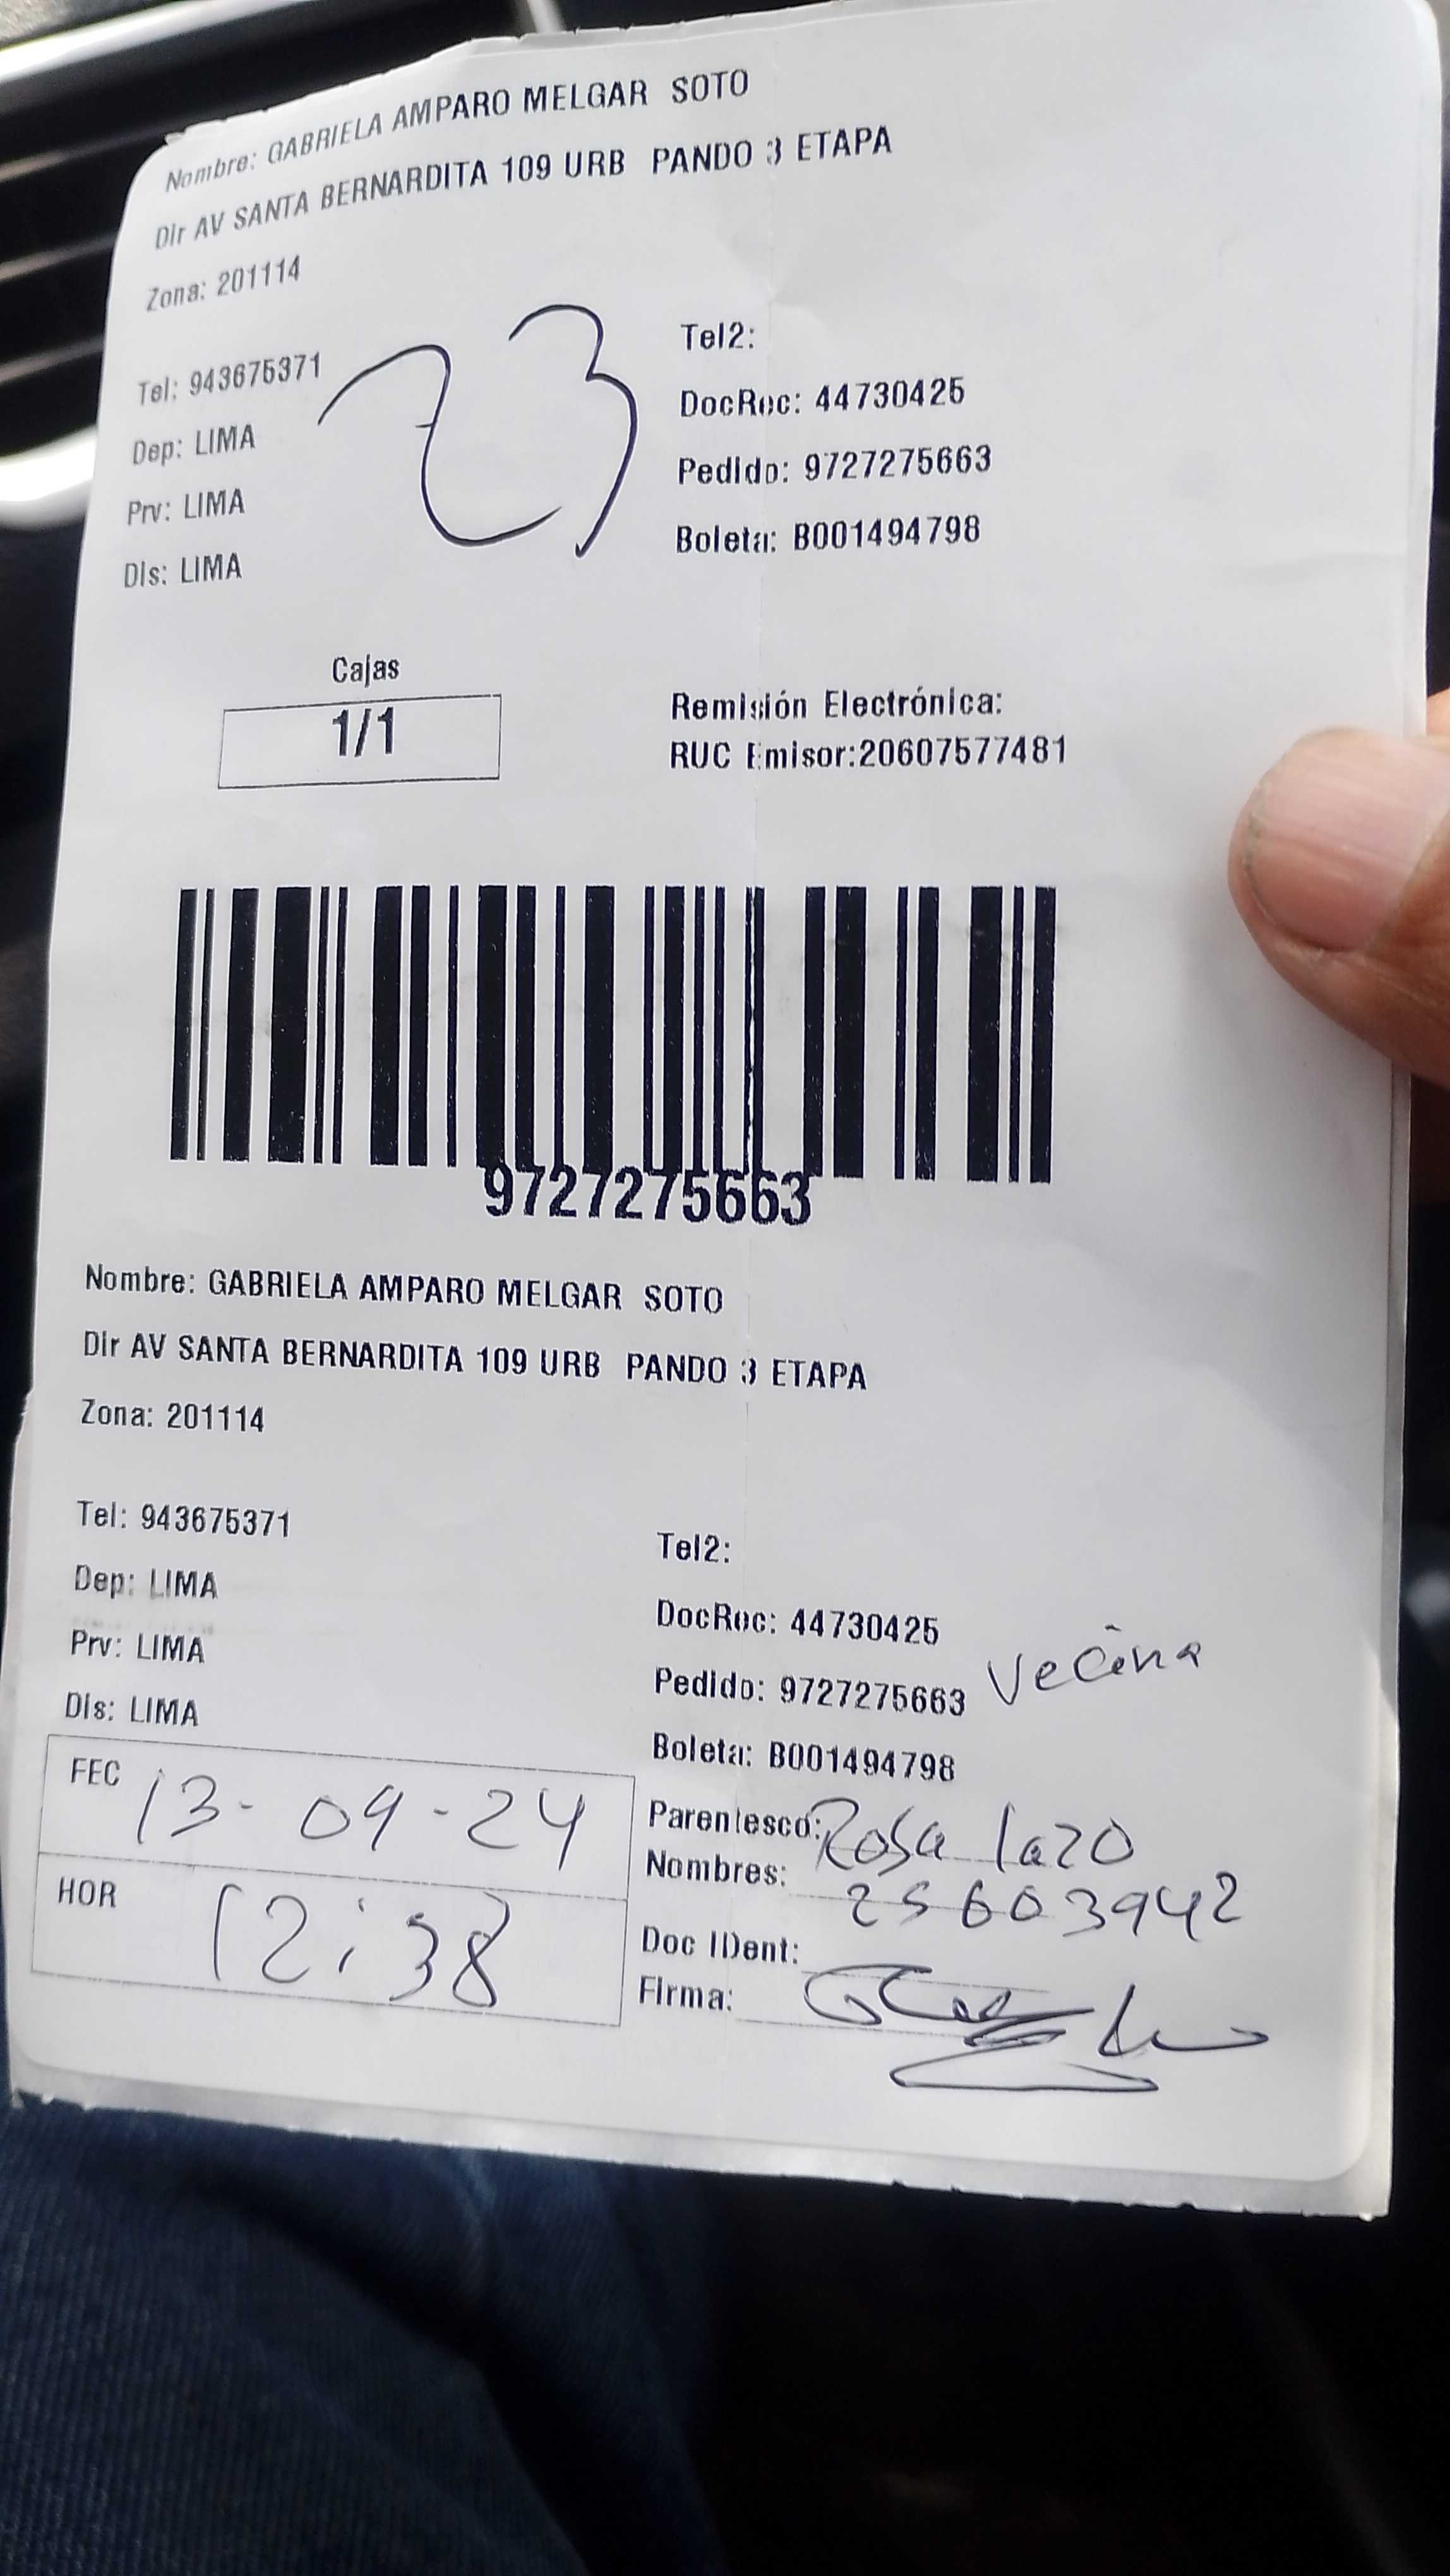 Nombre: GABRIELA AMPARO MELGAR SOTO
Dir AV SANTA BERNARDITA 109 URB PANDO 3 ETAPA
Zona: 201114
23
Tel: 943675371
Tel2:
Dep: LIMA
DocRec: 44730425
Prv: LIMA
Pedido: 9727275663
Dis: LIMA
Boleta: B001494798
Cajas
1/1
Remisión Electrónica:
RUC Emisor:20607577481
9727275663
Nombre: GABRIELA AMPARO MELGAR SOTO
Dir AV SANTA BERNARDITA 109 URB PANDO 3 ETAPA
Zona: 201114
Tel: 943675371
Tel2:
Dep: LIMA
DocRec: 44730425
Prv: LIMA
Pedido: 9727275663 Vecina
Dis: LIMA
Boleta: B001494798
FEC 13-09-24
Parentesco: Rosa lazo
Nombres: 25603942
HOR 12:38
Doc IDent:
Firma: